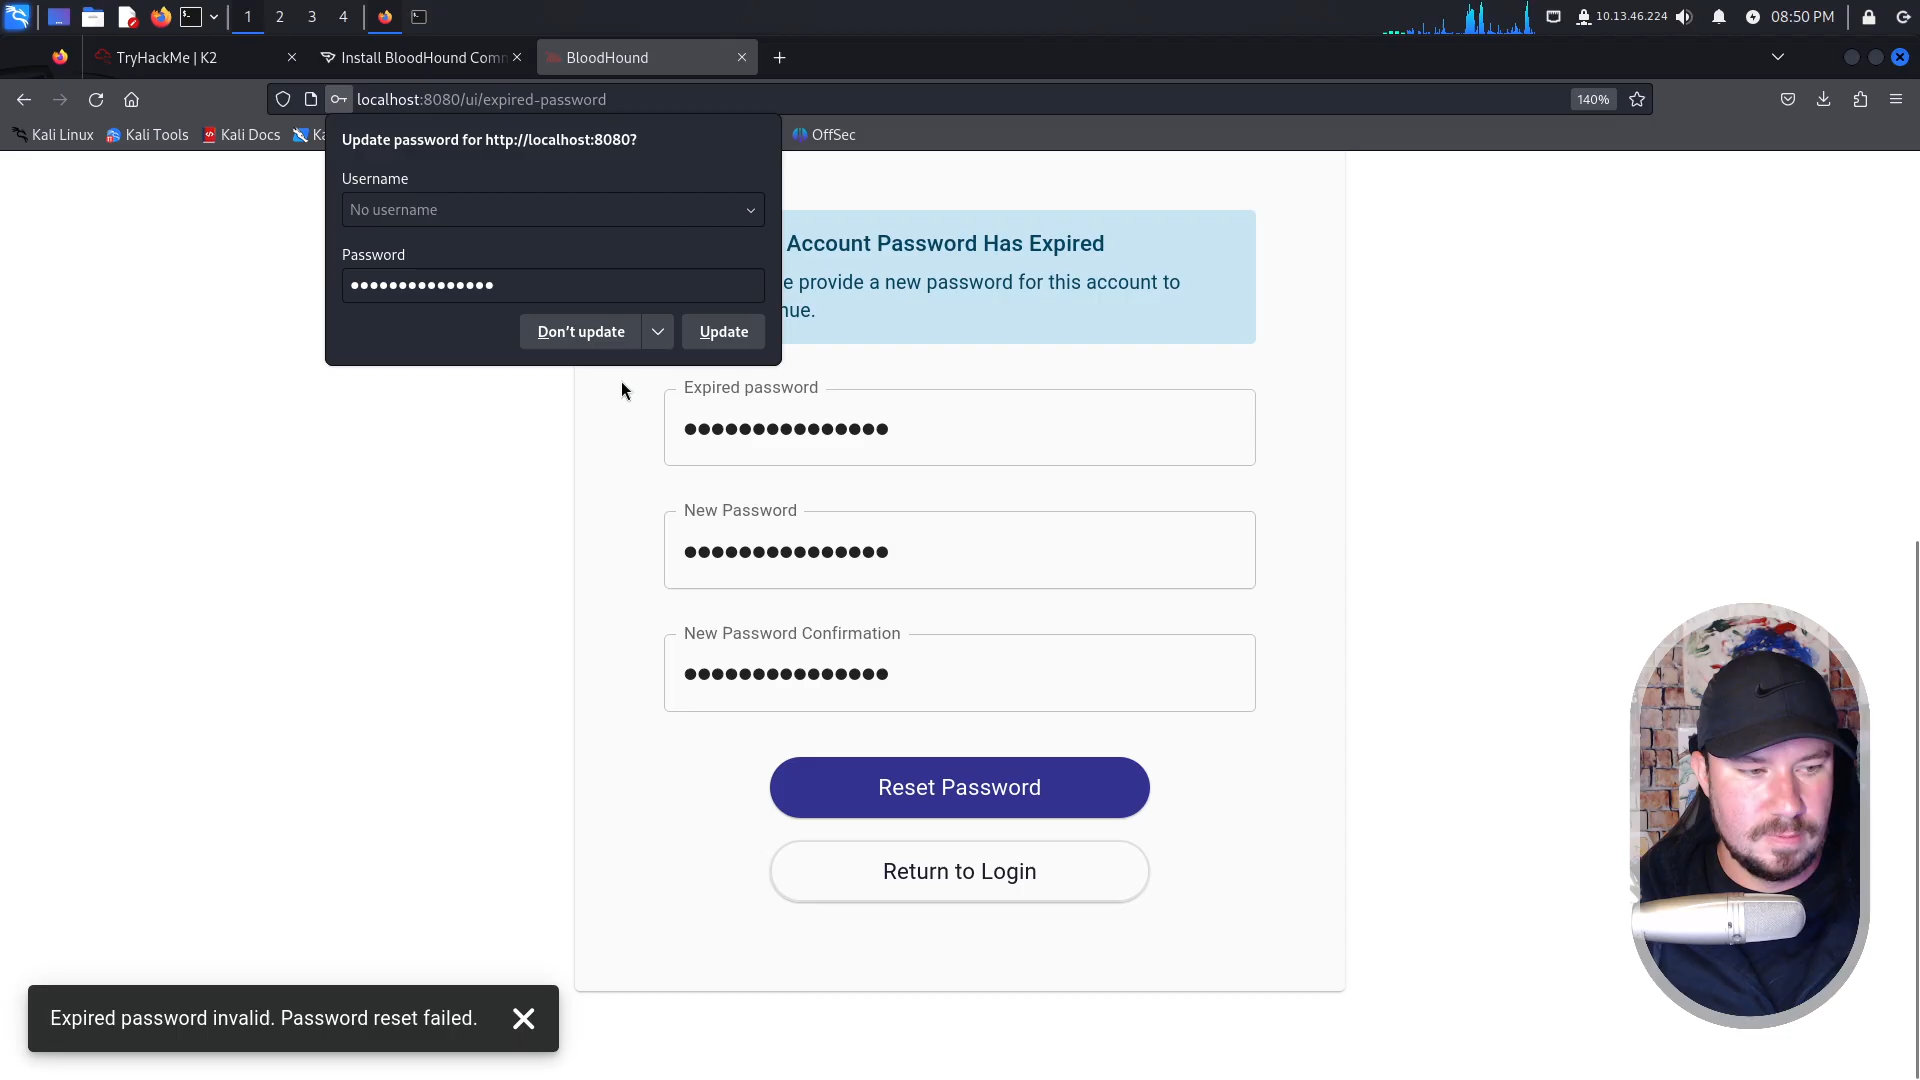 1 2 3 4
10.13.46.224
08:50 PM
TryHackMe | K2
Install BloodHound Com
BloodHound
localhost:8080/ui/expired-password
140%
Kali Linux
Kali Tools
Kali Docs
Ka
OffSec
Update password for http://localhost:8080?
Username
No username
Password
Don't update
Update
Account Password Has Expired
e provide a new password for this account to
nue.
Expired password
New Password
New Password Confirmation
Reset Password
Return to Login
Expired password invalid. Password reset failed.